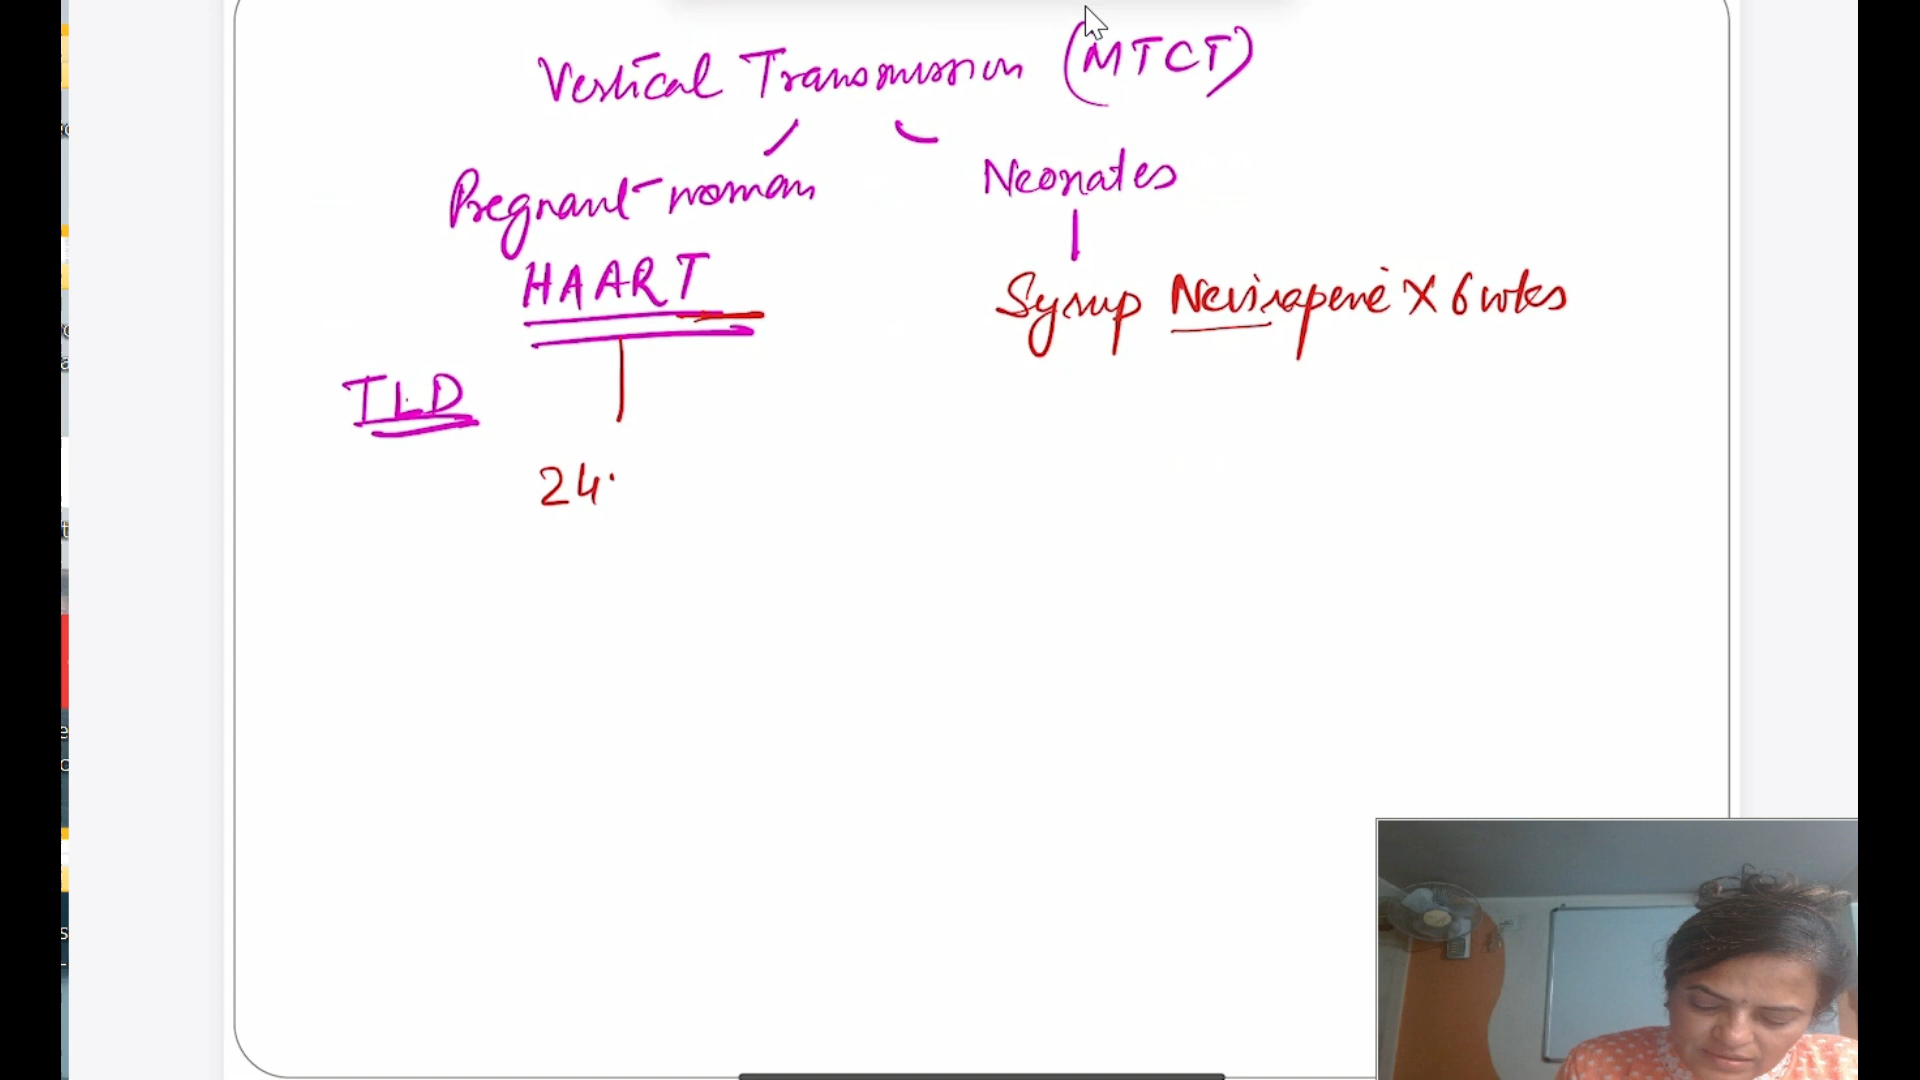 Vertical Transmission (MTCT)
Pregnant woman
Neonates
HAART
Syrup Nevirapene X 6 wks
TLD
24